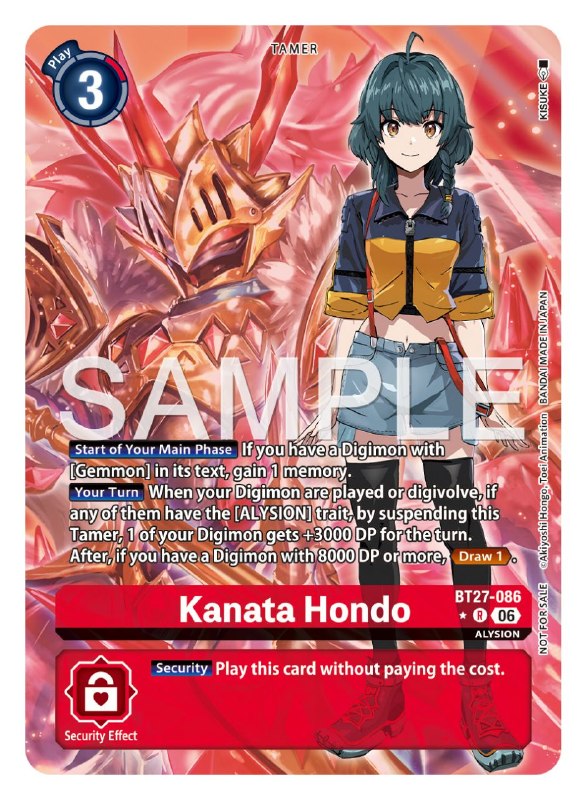 TAMER
Play
3
KISUKE
SAMPLE
Start of Your Main Phase If you have a Digimon with
[Gemmon] in its text, gain 1 memory.
Your Turn When your Digimon are played or digivolve, if
any of them have the [ALYSION] trait, by suspending this
Tamer, 1 of your Digimon gets +3000 DP for the turn.
After, if you have a Digimon with 8000 DP or more, Draw 1.
©Akiyoshi Hongo, Toei Animation BANDAI MADE IN JAPAN
NOT FOR SALE
Kanata Hondo
BT27-086
R 06
ALYSION
Security Play this card without paying the cost.
Security Effect